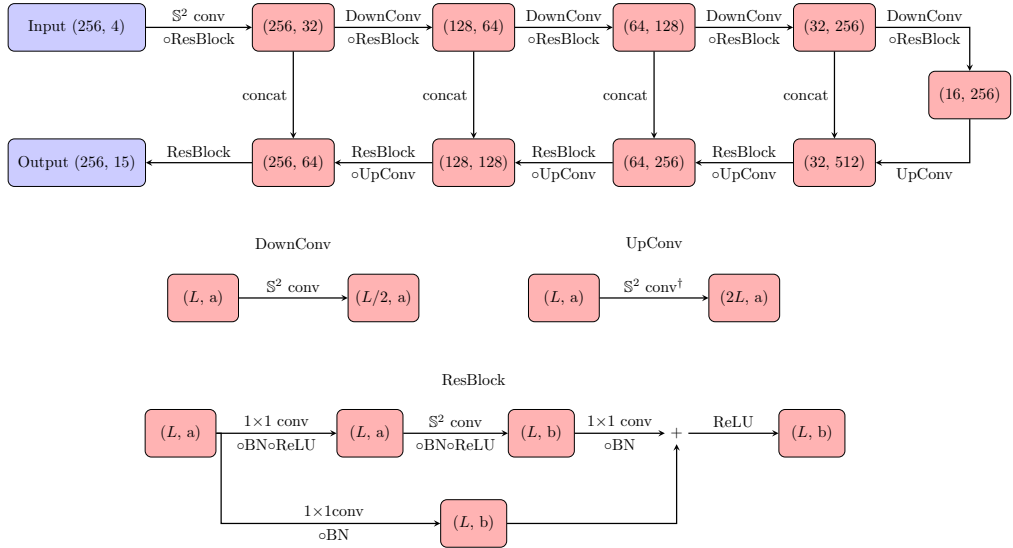 Input (256, 4)
𝕊² conv
∘ResBlock
(256, 32)
DownConv
∘ResBlock
(128, 64)
DownConv
∘ResBlock
(64, 128)
DownConv
∘ResBlock
(32, 256)
DownConv
∘ResBlock
concat
concat
concat
concat
(16, 256)
Output (256, 15)
ResBlock
(256, 64)
ResBlock
∘UpConv
(128, 128)
ResBlock
∘UpConv
(64, 256)
ResBlock
∘UpConv
(32, 512)
UpConv
DownConv
(L, a)
𝕊² conv
(L/2, a)
UpConv
(L, a)
𝕊² conv†
(2L, a)
ResBlock
(L, a)
1×1 conv
∘BN∘ReLU
(L, a)
𝕊² conv
∘BN∘ReLU
(L, b)
1×1 conv
∘BN
+
ReLU
(L, b)
1×1conv
∘BN
(L, b)